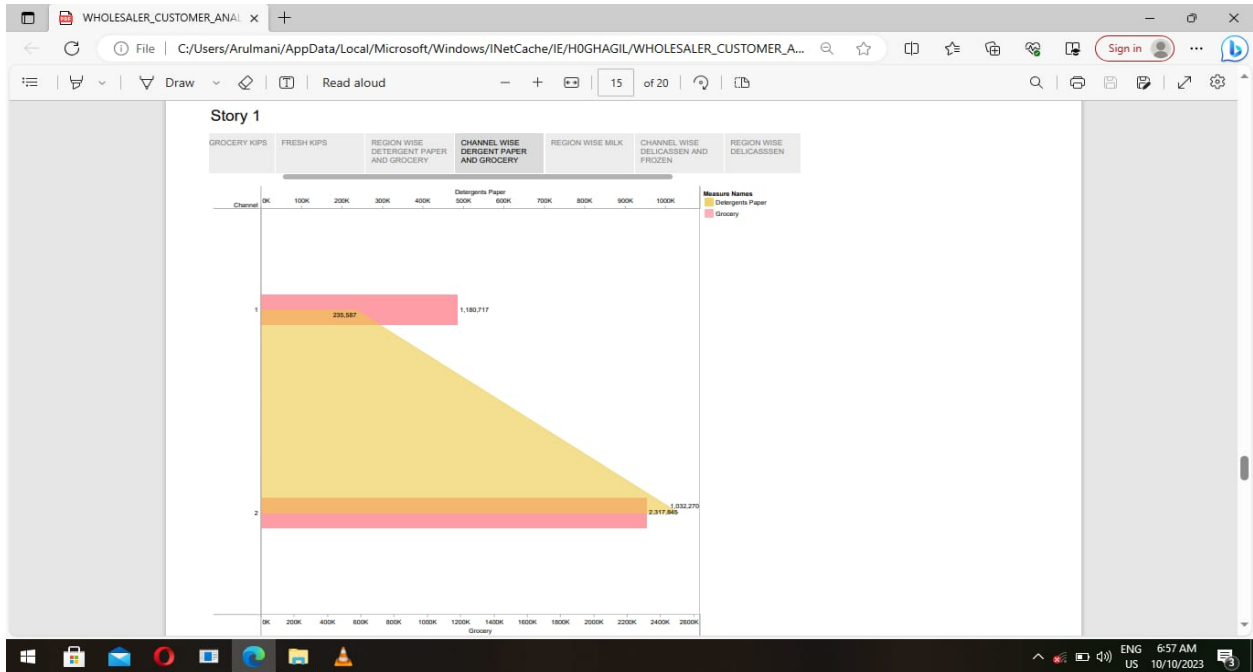 WHOLESALER_CUSTOMER_ANAL
File
C:/Users/Arulmani/AppData/Local/Microsoft/Windows/INetCache/IE/H0GHAGIL/WHOLESALER_CUSTOMER_A...
Sign in
Draw
Read aloud
15 of 20
Story 1
GROCERY KIPS
FRESH KIPS
REGION WISE
DETERGENT PAPER
AND GROCERY
CHANNEL WISE
DERGENT PAPER
AND GROCERY
REGION WISE MILK
CHANNEL WISE
DELICASSEN AND
FROZEN
REGION WISE
DELICASSSEN
Detergents Paper
Channel
0K 100K 200K 300K 400K 500K 600K 700K 800K 900K 1000K
Measure Names
Detergents Paper
Grocery
1
235,587
1,180,717
2
1,032,270
2,317,845
0K 200K 400K 600K 800K 1000K 1200K 1400K 1600K 1800K 2000K 2200K 2400K 2600K
Grocery
ENG
US
6:57 AM
10/10/2023
3